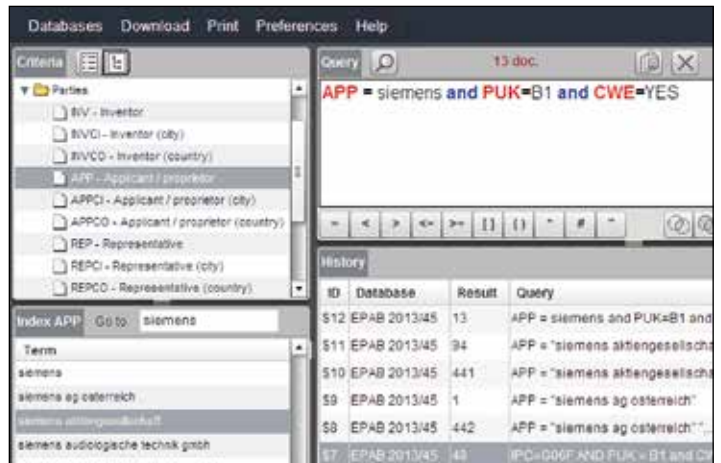 Databases Download Print Preferences Help
Criteria
Parties
INV - Inventor
INVCI - Inventor (city)
INVCO - Inventor (country)
APP - Applicant / proprietor
APPCI - Applicant / proprietor (city)
APPCO - Applicant / proprietor (country)
REP - Representative
REPCI - Representative (city)
REPCO - Representative (country)
Index APP Go to siemens
Term
siemens
siemens ag österreich
siemens aktiengesellschaft
siemens audiologische technik gmbh
Query 13 doc.
APP = siemens and PUK=B1 and CWE=YES
= < > <= >= [] () " #
History
ID Database Result Query
S12 EPAB 2013/45 13 APP = siemens and PUK=B1 and
S11 EPAB 2013/45 94 APP = "siemens aktiengesellscha
S10 EPAB 2013/45 441 APP = "siemens aktiengesellscha
S9 EPAB 2013/45 1 APP = "siemens ag österreich"
S8 EPAB 2013/45 442 APP = "siemens ag österreich" "...
S7 EPAB 2013/45 48 IPC=G06F AND PUK = B1 and CW